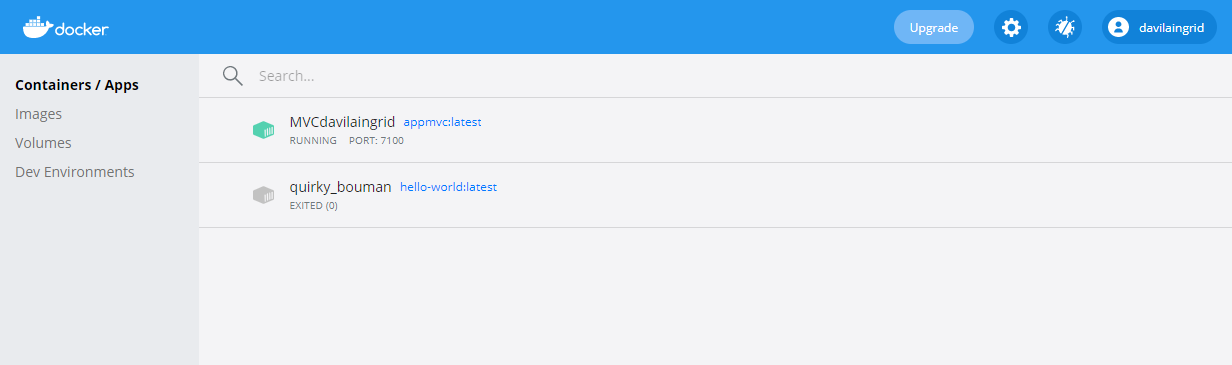 docker
Upgrade
davilaingrid
Containers / Apps
Images
Volumes
Dev Environments
Search...
MVCdavilaingrid appmvc:latest
RUNNING PORT: 7100
quirky_bouman hello-world:latest
EXITED (0)